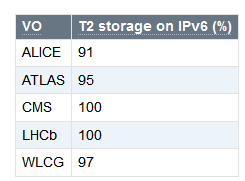 VO T2 storage on IPv6 (%)
ALICE 91
ATLAS 95
CMS 100
LHCb 100
WLCG 97